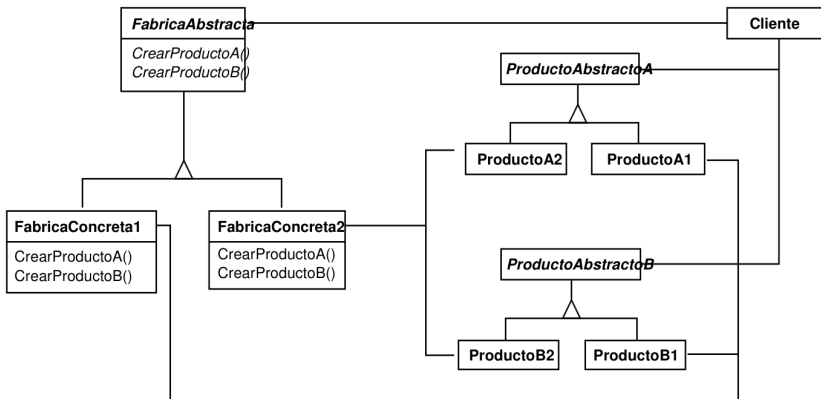 FabricaAbstracta
CrearProductoA()
CrearProductoB()
Cliente
ProductoAbstractoA
ProductoA2
ProductoA1
FabricaConcreta1
CrearProductoA()
CrearProductoB()
FabricaConcreta2
CrearProductoA()
CrearProductoB()
ProductoAbstractoB
ProductoB2
ProductoB1